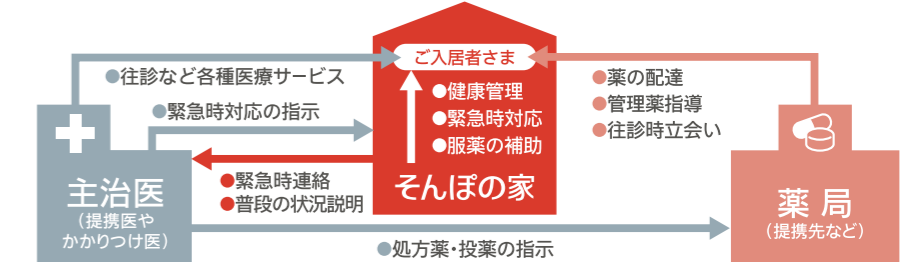 ご入居者さま
●往診など各種医療サービス
●緊急時対応の指示
●健康管理
●緊急時対応
●服薬の補助
そんぽの家
●薬の配達
●管理薬指導
●往診時立会い
●緊急時連絡
●普段の状況説明
主治医
（提携医や
かかりつけ医）
薬局
（提携先など）
●処方薬・投薬の指示